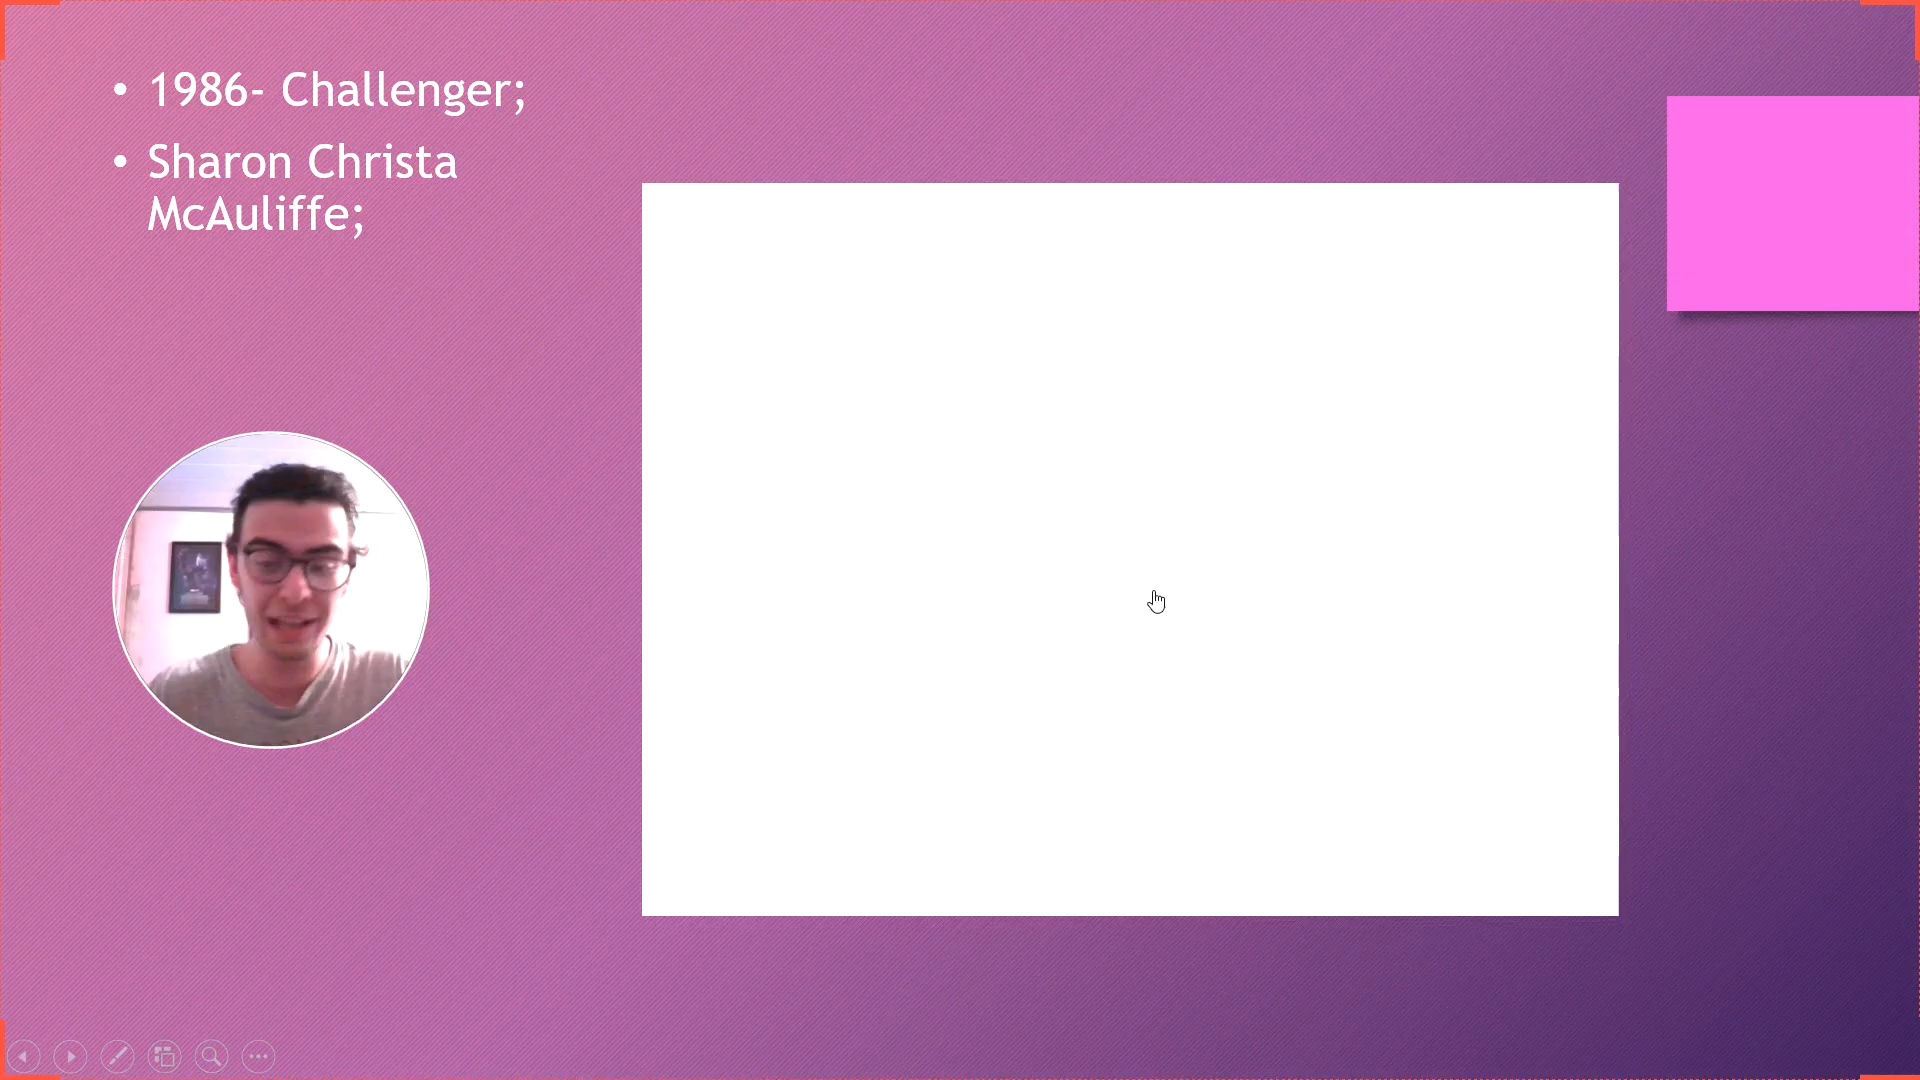 • 1986- Challenger;
• Sharon Christa
McAuliffe;